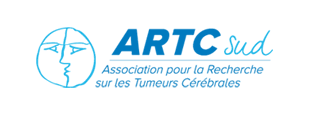 ARTC sud
Association pour la Recherche
sur les Tumeurs Cérébrales